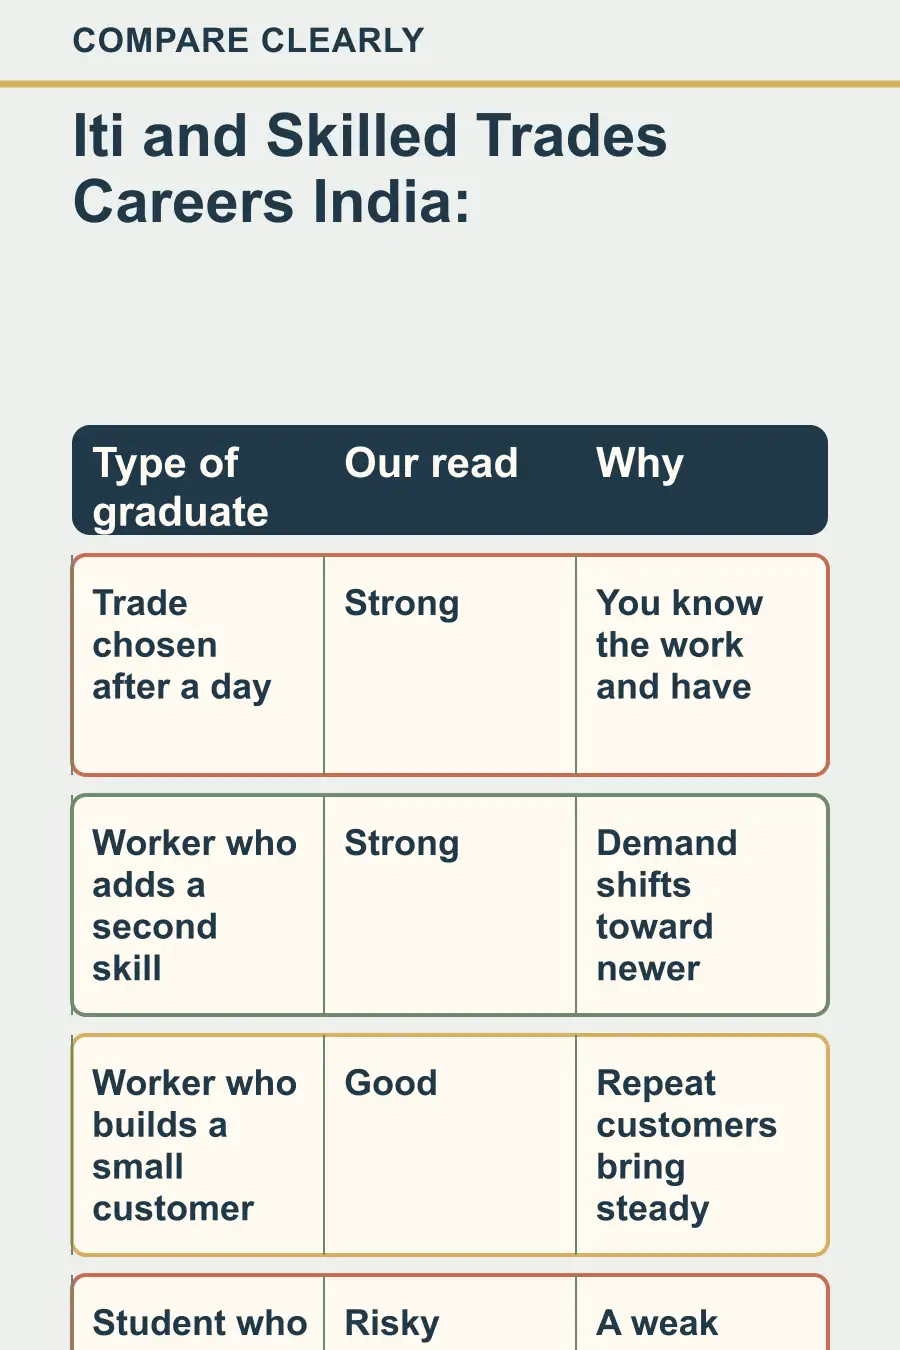 COMPARE CLEARLY
Iti and Skilled Trades
Careers India:
Type of
graduate
Our read
Why
Trade
chosen
after a day
Strong
You know
the work
and have
Worker who
adds a
second
skill
Strong
Demand
shifts
toward
newer
Worker who
builds a
small
customer
Good
Repeat
customers
bring
steady
Student who
Risky
A weak